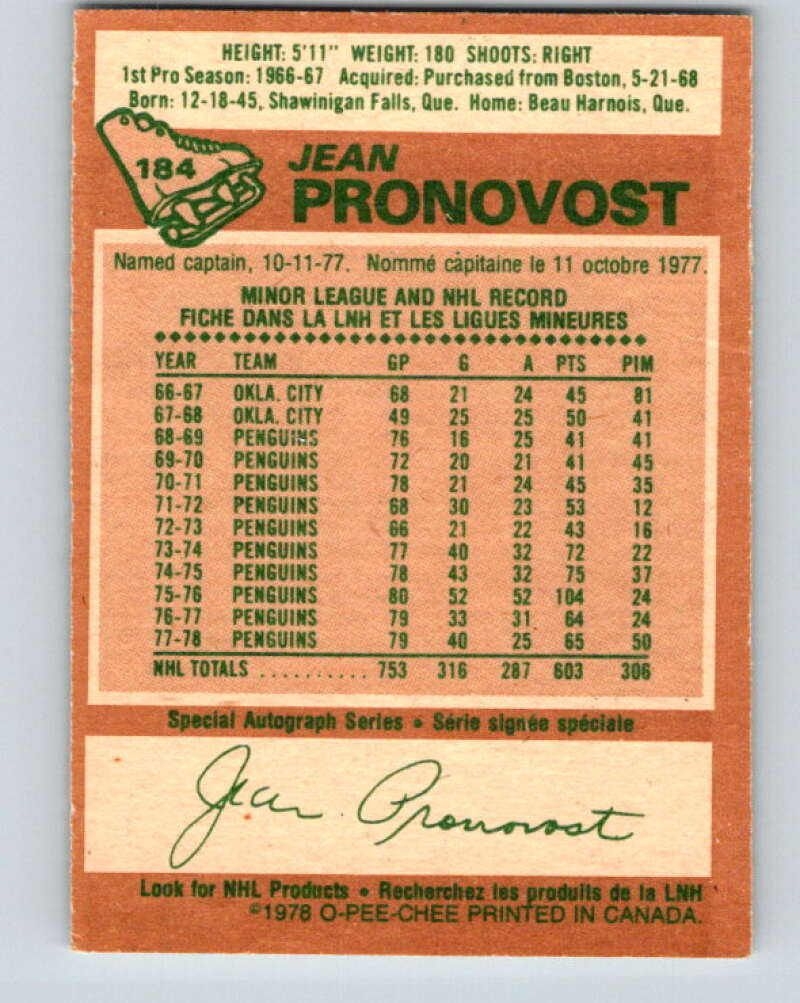 HEIGHT: 5'11" WEIGHT: 180 SHOOTS: RIGHT
1st Pro Season: 1966-67 Acquired: Purchased from Boston, 5-21-68
Born: 12-18-45, Shawinigan Falls, Que. Home: Beau Harnois, Que.
184
JEAN
PRONOVOST
Named captain, 10-11-77. Nommé capitaine le 11 octobre 1977.
MINOR LEAGUE AND NHL RECORD
FICHE DANS LA LNH ET LES LIGUES MINEURES
YEAR TEAM GP G A PTS PIM
66-67 OKLA. CITY 68 21 24 45 81
67-68 OKLA. CITY 49 25 25 50 41
68-69 PENGUINS 76 16 25 41 41
69-70 PENGUINS 72 20 21 41 45
70-71 PENGUINS 78 21 24 45 35
71-72 PENGUINS 68 30 23 53 12
72-73 PENGUINS 66 21 22 43 16
73-74 PENGUINS 77 40 32 72 22
74-75 PENGUINS 78 43 32 75 37
75-76 PENGUINS 80 52 52 104 24
76-77 PENGUINS 79 33 31 64 24
77-78 PENGUINS 79 40 25 65 50
NHL TOTALS .......... 753 316 287 603 306
Special Autograph Series • Série signée spéciale
Jean Pronovost
Look for NHL Products • Recherchez les produits de la LNH
©1978 O-PEE-CHEE PRINTED IN CANADA.